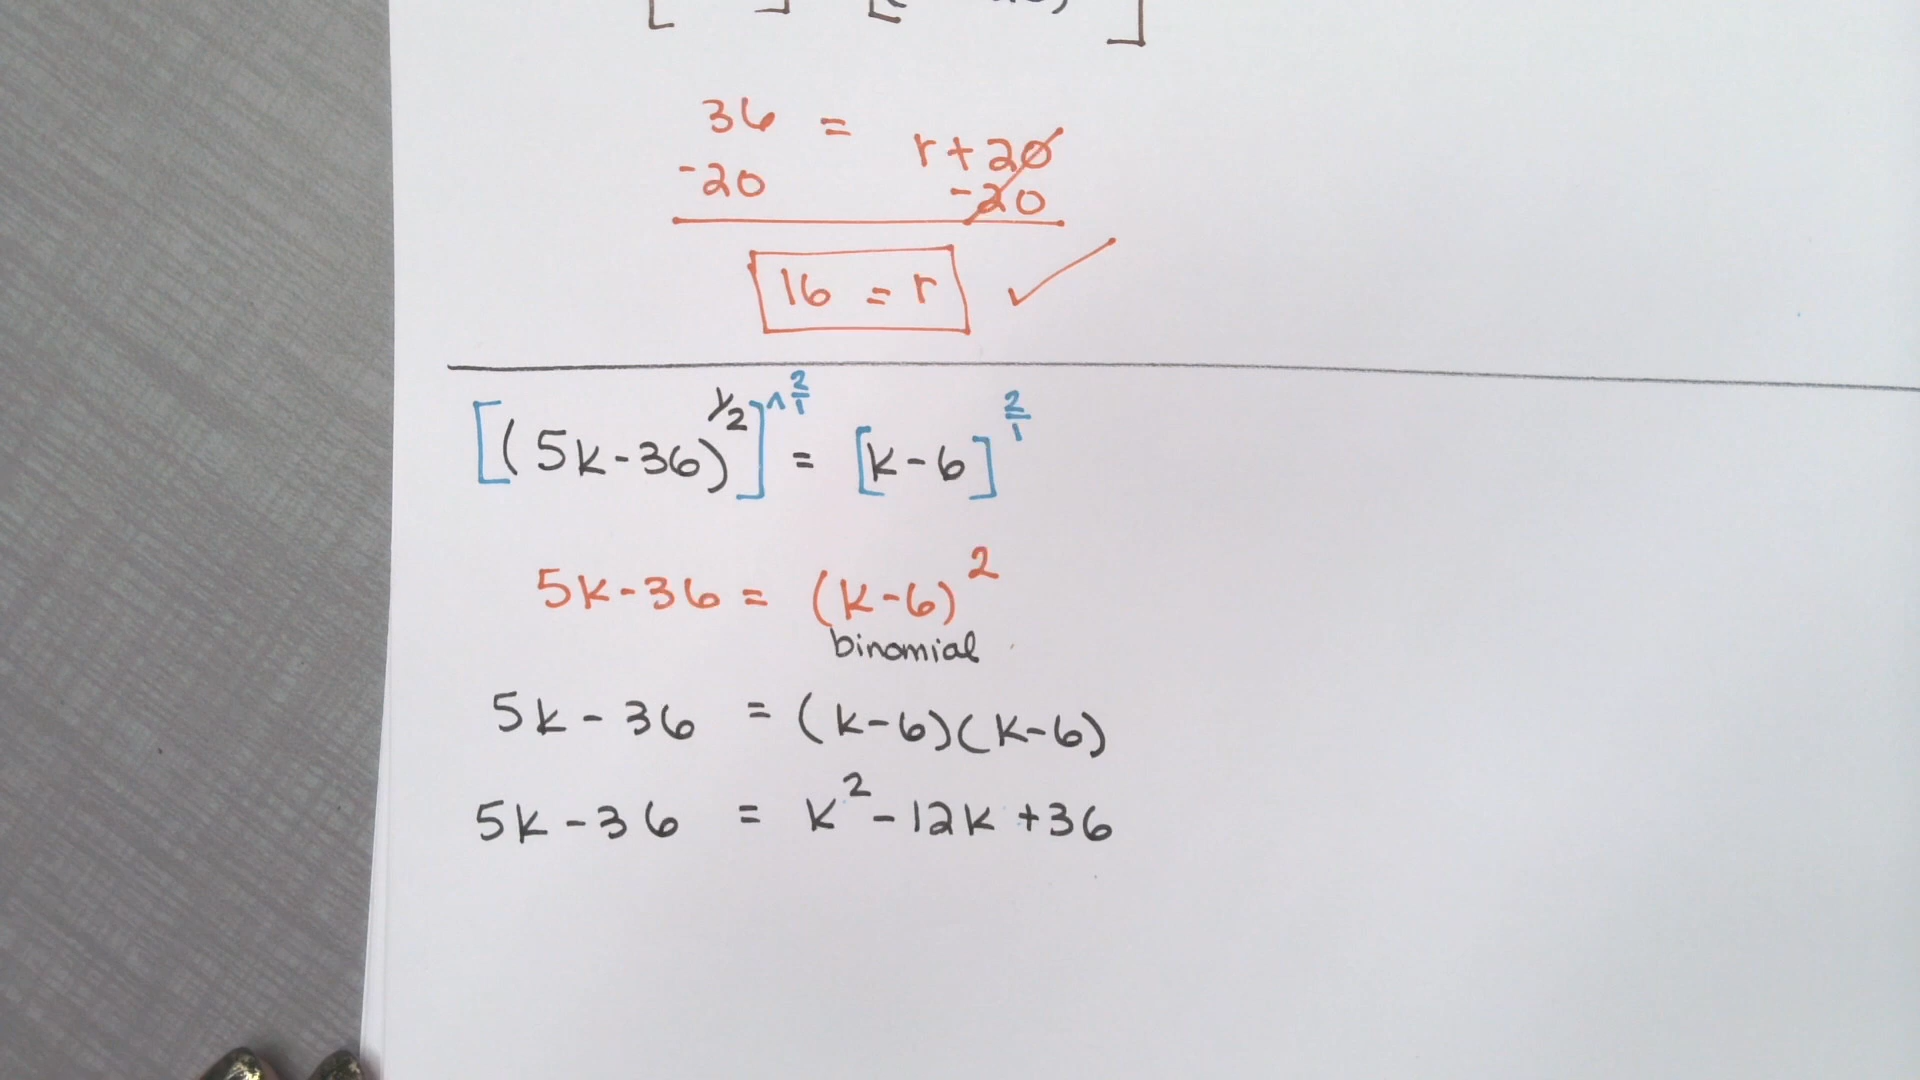 36 = r + 20
-20 -20
16 = r ✓
[(5k-36)^1/2]^2/1 = [k-6]^2/1
5k-36 = (k-6)^2
binomial
5k - 36 = (k-6)(k-6)
5k - 36 = k^2 - 12k + 36